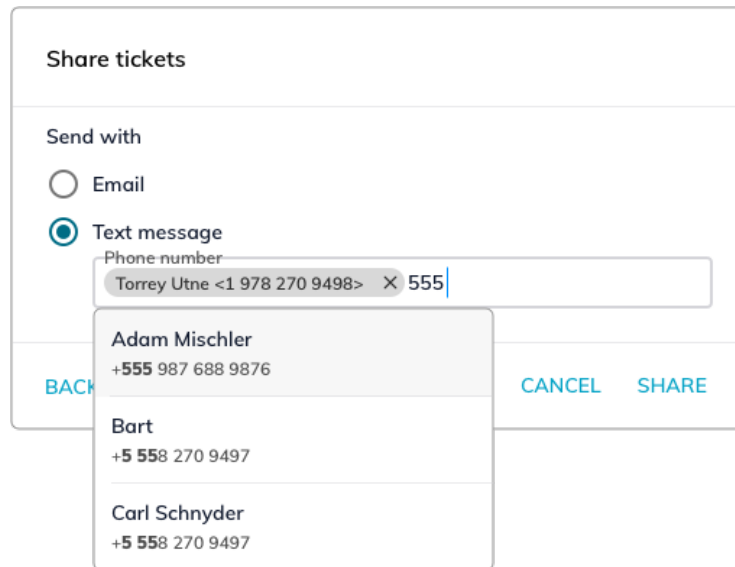 Share tickets
Send with
Email
Text message
Phone number
Torrey Utne <1 978 270 9498> × 555
Adam Mischler
+555 987 688 9876
BACK CANCEL SHARE
Bart
+5 558 270 9497
Carl Schnyder
+5 558 270 9497